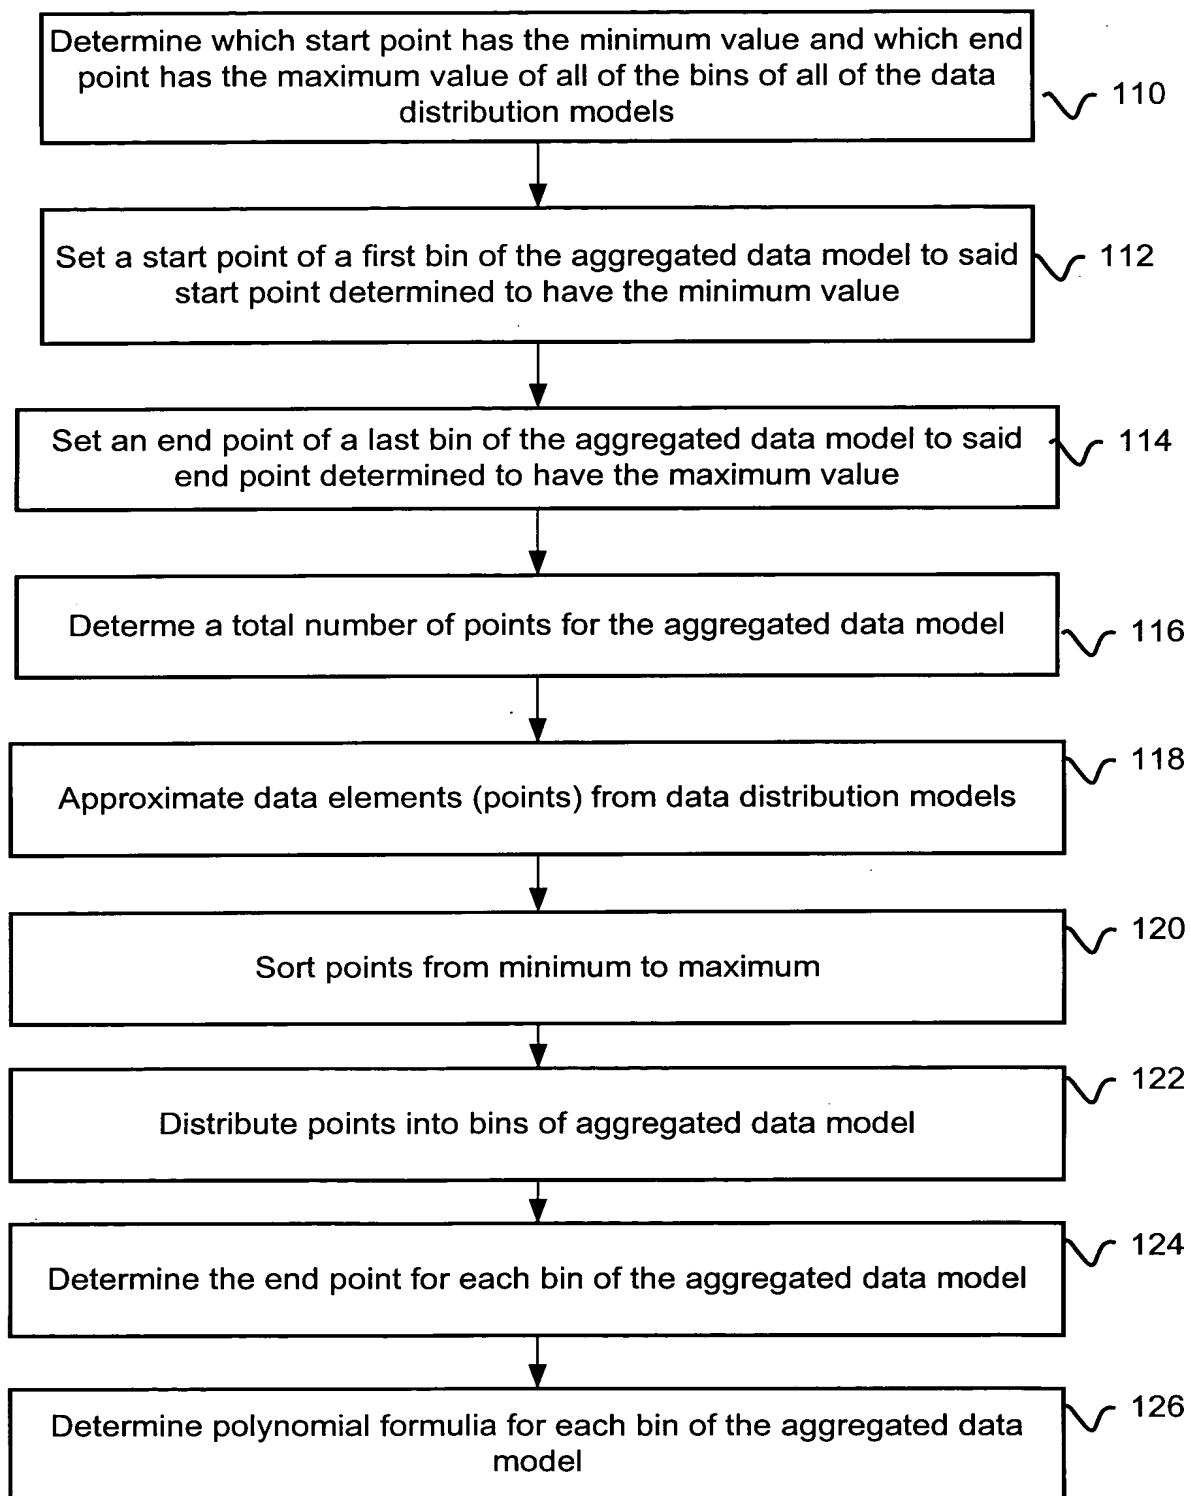 Determine which start point has the minimum value and which end
point has the maximum value of all of the bins of all of the data
distribution models
110
Set a start point of a first bin of the aggregated data model to said
start point determined to have the minimum value
112
Set an end point of a last bin of the aggregated data model to said
end point determined to have the maximum value
114
Determe a total number of points for the aggregated data model
116
Approximate data elements (points) from data distribution models
118
Sort points from minimum to maximum
120
Distribute points into bins of aggregated data model
122
Determine the end point for each bin of the aggregated data model
124
Determine polynomial formulia for each bin of the aggregated data
model
126